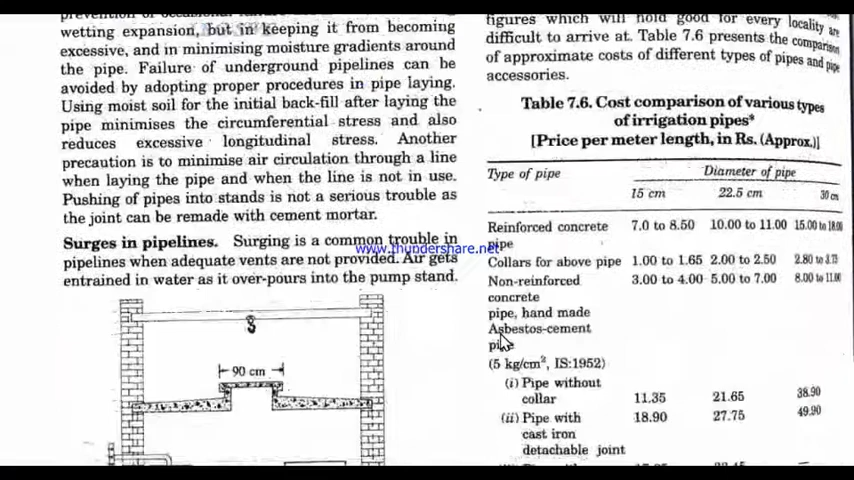 wetting expansion, but in keeping it from becoming
excessive, and in minimising moisture gradients around
the pipe. Failure of underground pipelines can be
avoided by adopting proper procedures in pipe laying.
Using moist soil for the initial back-fill after laying the
pipe minimises the circumferential stress and also
reduces excessive longitudinal stress. Another
precaution is to minimise air circulation through a line
when laying the pipe and when the line is not in use.
Pushing of pipes into stands is not a serious trouble as
the joint can be remade with cement mortar.
Surges in pipelines. Surging is a common trouble in
pipelines when adequate vents are not provided. Air gets
entrained in water as it over-pours into the pump stand.
90 cm
figures which will hold good for every locality are
difficult to arrive at. Table 7.6 presents the comparison
of approximate costs of different types of pipes and pipe
accessories.
Table 7.6. Cost comparison of various types
of irrigation pipes*
[Price per meter length, in Rs. (Approx.)]
Type of pipe Diameter of pipe
15 cm 22.5 cm 30 cm
Reinforced concrete 7.0 to 8.50 10.00 to 11.00 15.00 to 18.00
pipe
Collars for above pipe 1.00 to 1.65 2.00 to 2.50 2.80 to 3.75
Non-reinforced 3.00 to 4.00 5.00 to 7.00 8.00 to 11.00
concrete
pipe, hand made
Asbestos-cement
pipe
(5 kg/cm², IS:1952)
(i) Pipe without
collar 11.35 21.65 38.90
(ii) Pipe with 18.90 27.75 49.90
cast iron
detachable joint
www.thundershare.net